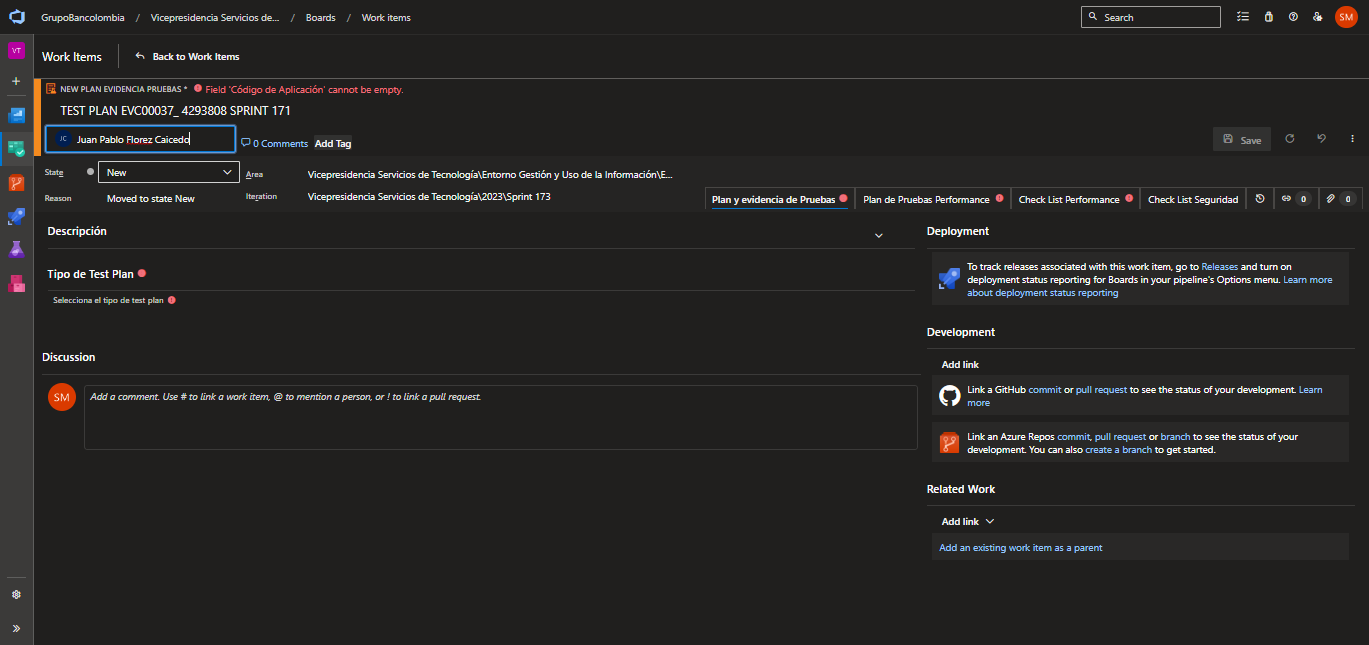 GrupoBancolombia / Vicepresidencia Servicios de... / Boards / Work items
Search
SM
VT
Work Items
Back to Work Items
NEW PLAN EVIDENCIA PRUEBAS * Field 'Código de Aplicación' cannot be empty.
TEST PLAN EVC00037_ 4293808 SPRINT 171
JC Juan Pablo Florez Caicedo
0 Comments
Add Tag
Save
State
New
Area
Vicepresidencia Servicios de Tecnología\Entorno Gestión y Uso de la Información\E...
Reason
Moved to state New
Iteration
Vicepresidencia Servicios de Tecnología\2023\Sprint 173
Plan y evidencia de Pruebas
Plan de Pruebas Performance
Check List Performance
Check List Seguridad
0
0
Descripción
Tipo de Test Plan
Selecciona el tipo de test plan
Discussion
SM
Add a comment. Use # to link a work item, @ to mention a person, or ! to link a pull request.
Deployment
To track releases associated with this work item, go to Releases and turn on
deployment status reporting for Boards in your pipeline's Options menu. Learn more
about deployment status reporting
Development
Add link
Link a GitHub commit or pull request to see the status of your development. Learn
more
Link an Azure Repos commit, pull request or branch to see the status of your
development. You can also create a branch to get started.
Related Work
Add link
Add an existing work item as a parent